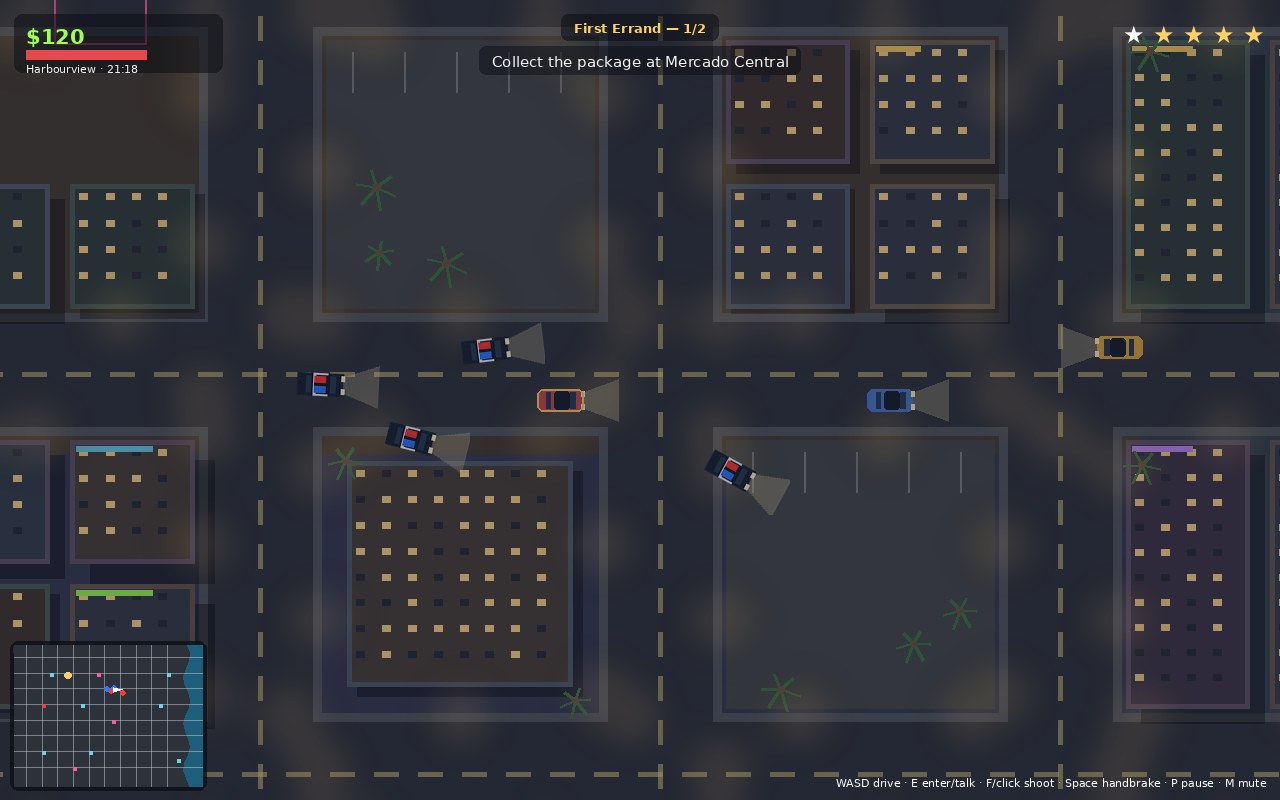 $120
Harbourview · 21:18
First Errand — 1/2
Collect the package at Mercado Central
WASD drive · E enter/talk · F/click shoot · Space handbrake · P pause · M mute